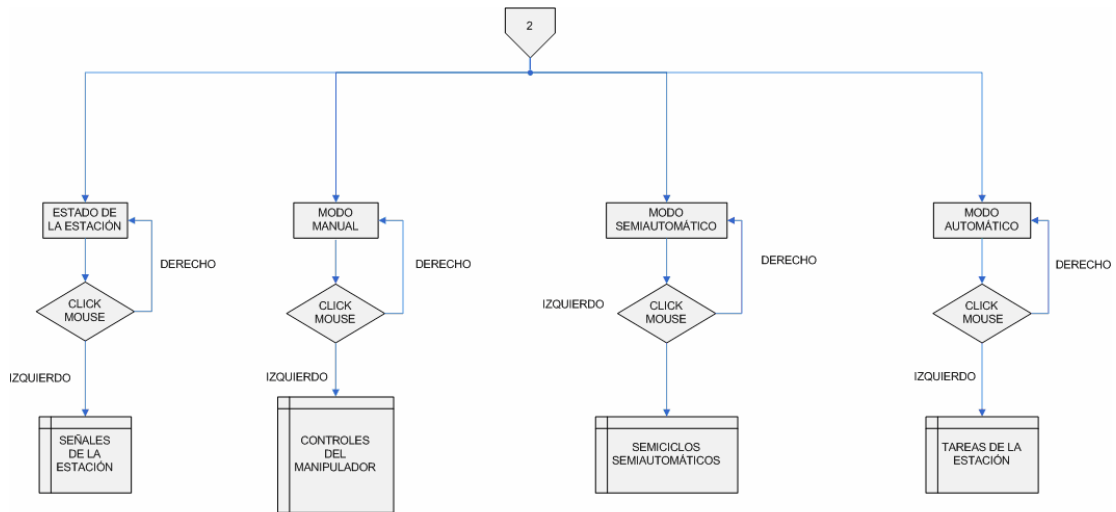 2
ESTADO DE
LA ESTACIÓN
MODO
MANUAL
MODO
SEMIAUTOMÁTICO
MODO
AUTOMÁTICO
DERECHO
DERECHO
DERECHO
DERECHO
CLICK
MOUSE
CLICK
MOUSE
IZQUIERDO
CLICK
MOUSE
CLICK
MOUSE
IZQUIERDO
IZQUIERDO
IZQUIERDO
SEÑALES
DE LA
ESTACIÓN
CONTROLES
DEL
MANIPULADOR
SEMICICLOS
SEMIAUTOMÁTICOS
TAREAS DE LA
ESTACIÓN